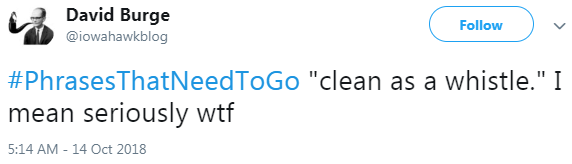 David Burge
@iowahawkblog
Follow
#PhrasesThatNeedToGo "clean as a whistle." I
mean seriously wtf
5:14 AM - 14 Oct 2018